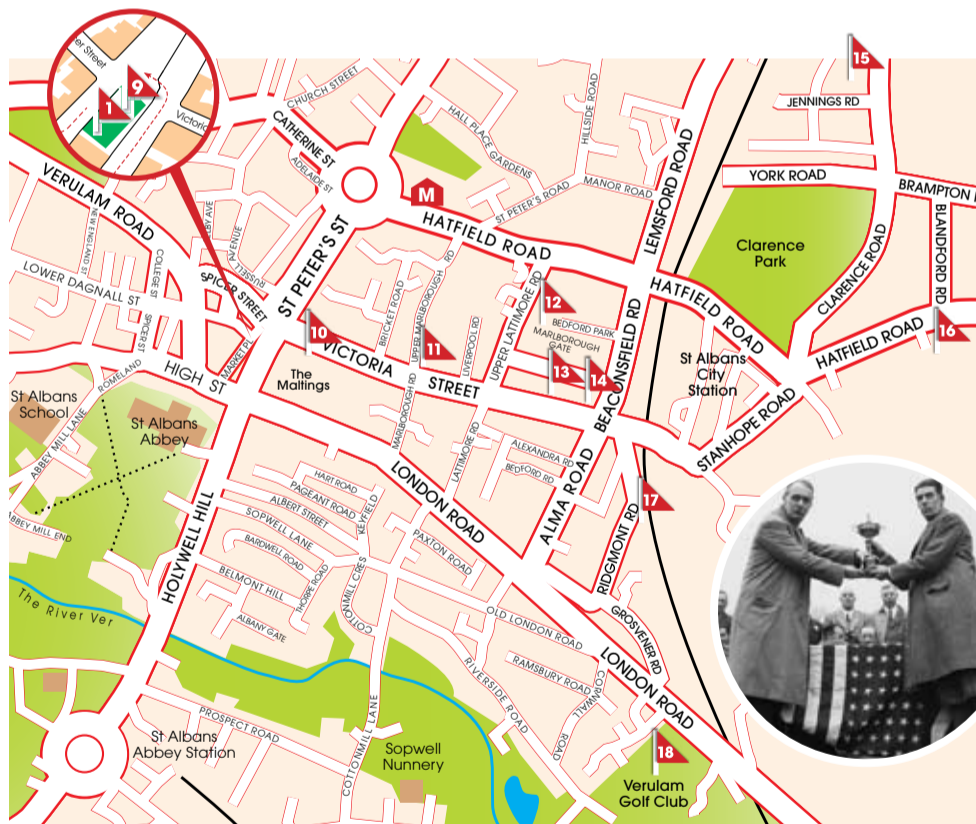 er Street
9
1
Victoria
15
JENNINGS RD
CHURCH STREET
HILLSIDE ROAD
HALL PLACE GARDENS
CATHERINE ST
ADELAIDE ST
LEMSFORD ROAD
VERULAM ROAD
M
ST PETER'S ROAD
MANOR ROAD
YORK ROAD
BRAMPTON
BLANDFORD RD
NEW ENGLAND ST
AVENUE
RUSSELL
HATFIELD ROAD
Clarence
Park
CLARENCE ROAD
LOWER DAGNALL ST
COLLEGE ST
SPICER STREET
ST PETER'S ST
BRICKET ROAD
UPPER MARLBOROUGH RD
UPPER LATTIMORE RD
12
HATFIELD ROAD
SPICER ST
MARKET PL
10
VICTORIA
STREET
11
LIVERPOOL RD
BEDFORD PARK
MARLBOROUGH
GATE
BEACONSFIELD RD
HATFIELD ROAD
16
ROMELAND
HIGH ST
The
Maltings
13
14
St Albans
City
Station
St Albans
School
St Albans
Abbey
ABBEY MILL LANE
MARLBOROUGH RD
LATTIMORE RD
ALEXANDRA RD
BEDFORD RD
STANHOPE ROAD
LONDON ROAD
ALMA ROAD
HART ROAD
PAGEANT ROAD
ALBERT STREET
KEYFIELD
17
SOPWELL LANE
BARDWELL ROAD
PAXTON ROAD
RIDGMONT RD
ABBEY MILL END
HOLYWELL HILL
BELMONT HILL
THORPE ROAD
COTTONMILL CRES
ALBANY GATE
The River Ver
OLD LONDON ROAD
GROSVENER RD
RAMSBURY ROAD
CORNWALL
ROAD
RIVERSIDE ROAD
LONDON ROAD
PROSPECT ROAD
COTTONMILL LANE
St Albans
Abbey Station
Sopwell
Nunnery
18
Verulam
Golf Club